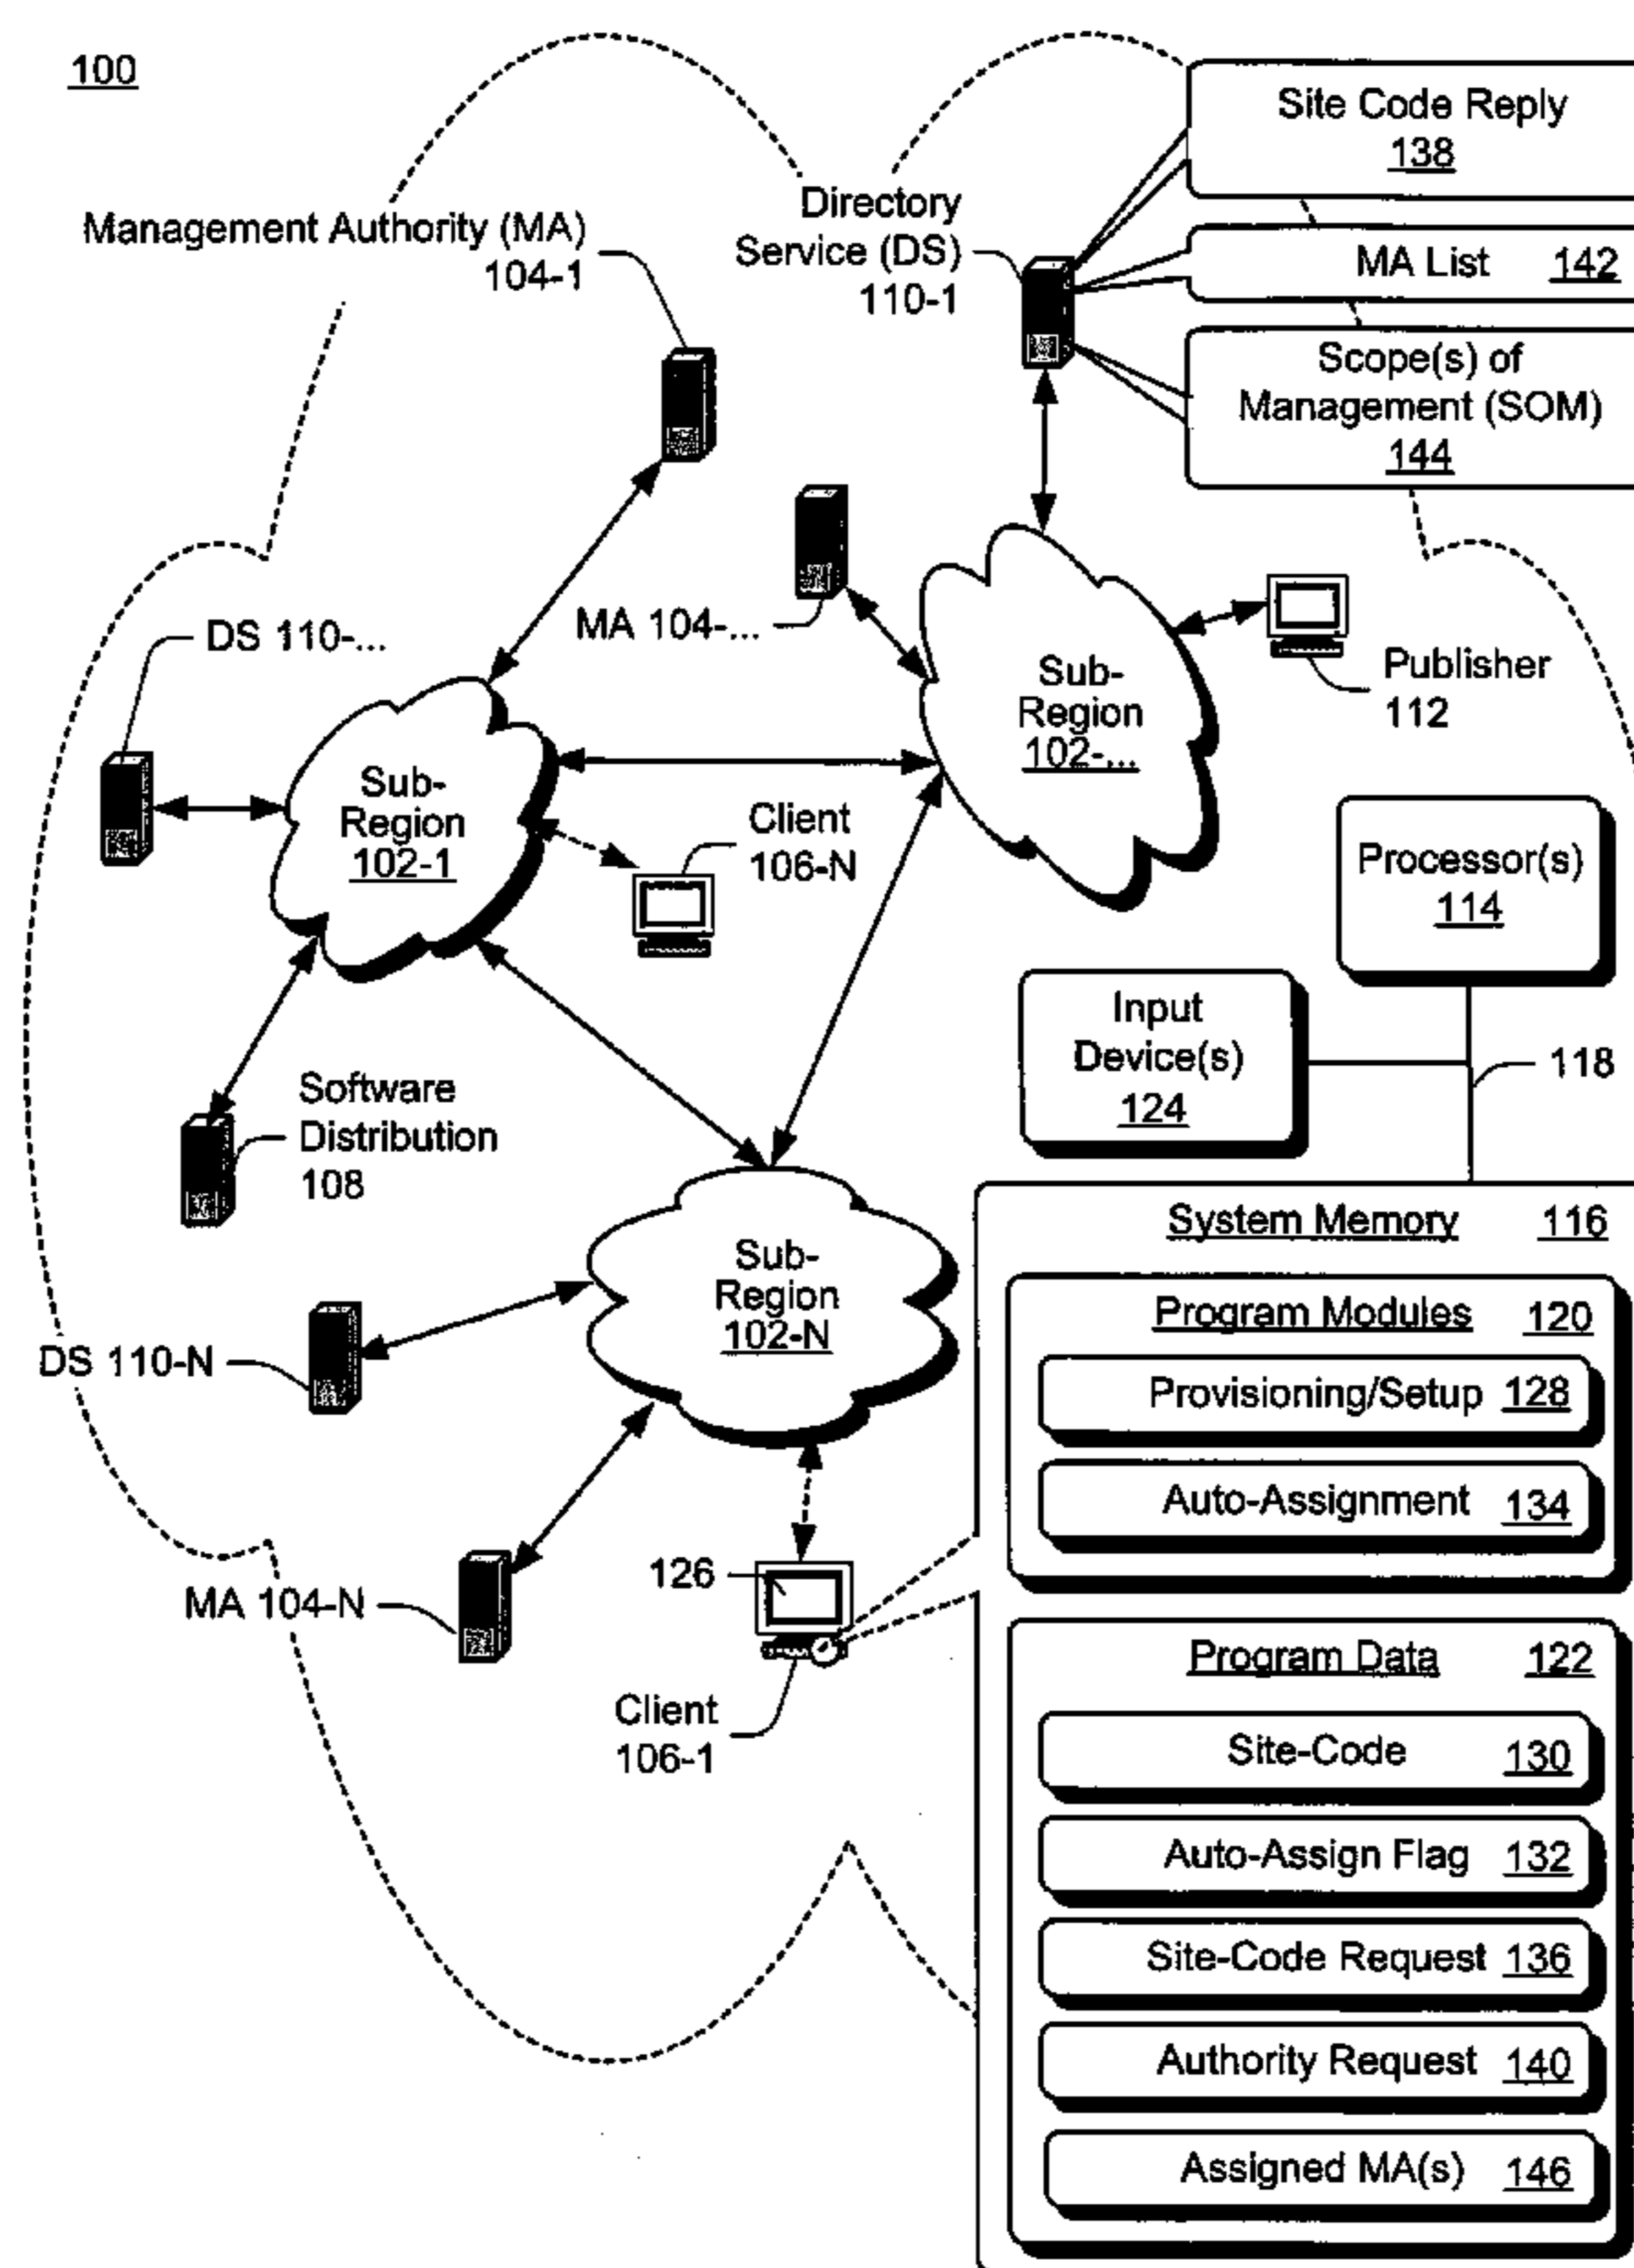 100
Site Code Reply
138
Management Authority (MA)
104-1
Directory
Service (DS)
110-1
MA List 142
Scope(s) of
Management (SOM)
144
DS 110-...
MA 104-...
Sub-
Region
102-...
Publisher
112
Sub-
Region
102-1
Client
106-N
Processor(s)
114
Input
Device(s)
124
118
Software
Distribution
108
System Memory 116
Sub-
Region
102-N
Program Modules 120
DS 110-N
Provisioning/Setup 128
Auto-Assignment 134
126
MA 104-N
Client
106-1
Program Data 122
Site-Code 130
Auto-Assign Flag 132
Site-Code Request 136
Authority Request 140
Assigned MA(s) 146